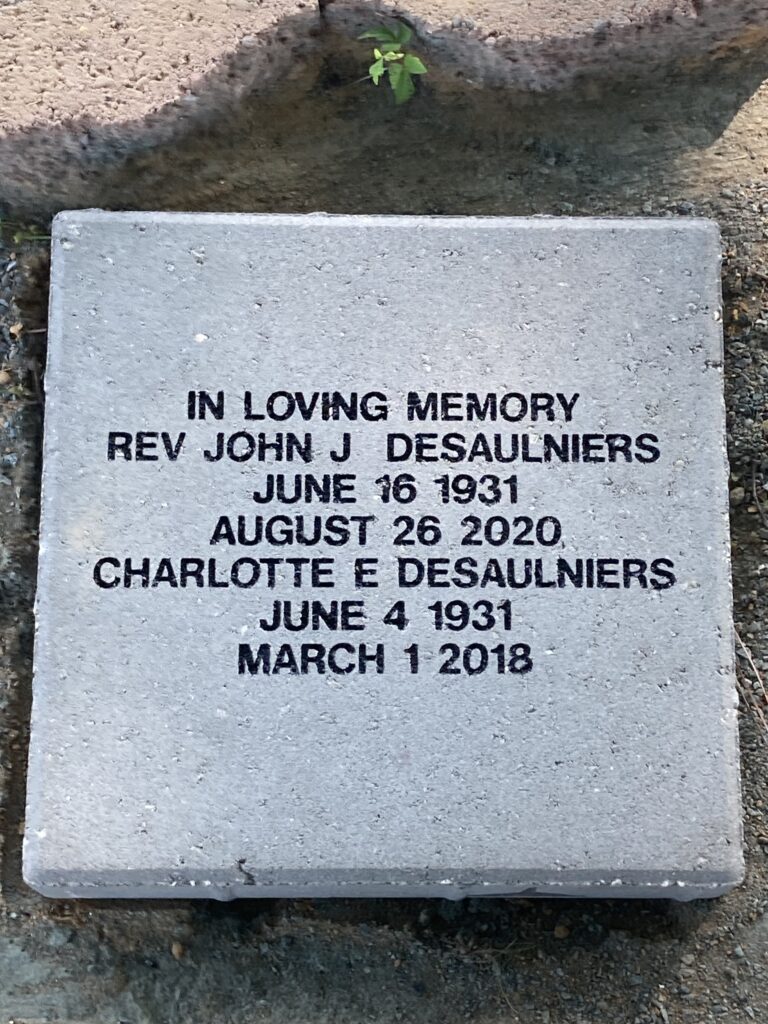 IN LOVING MEMORY
REV JOHN J DESAULNIERS
JUNE 16 1931
AUGUST 26 2020
CHARLOTTE E DESAULNIERS
JUNE 4 1931
MARCH 1 2018